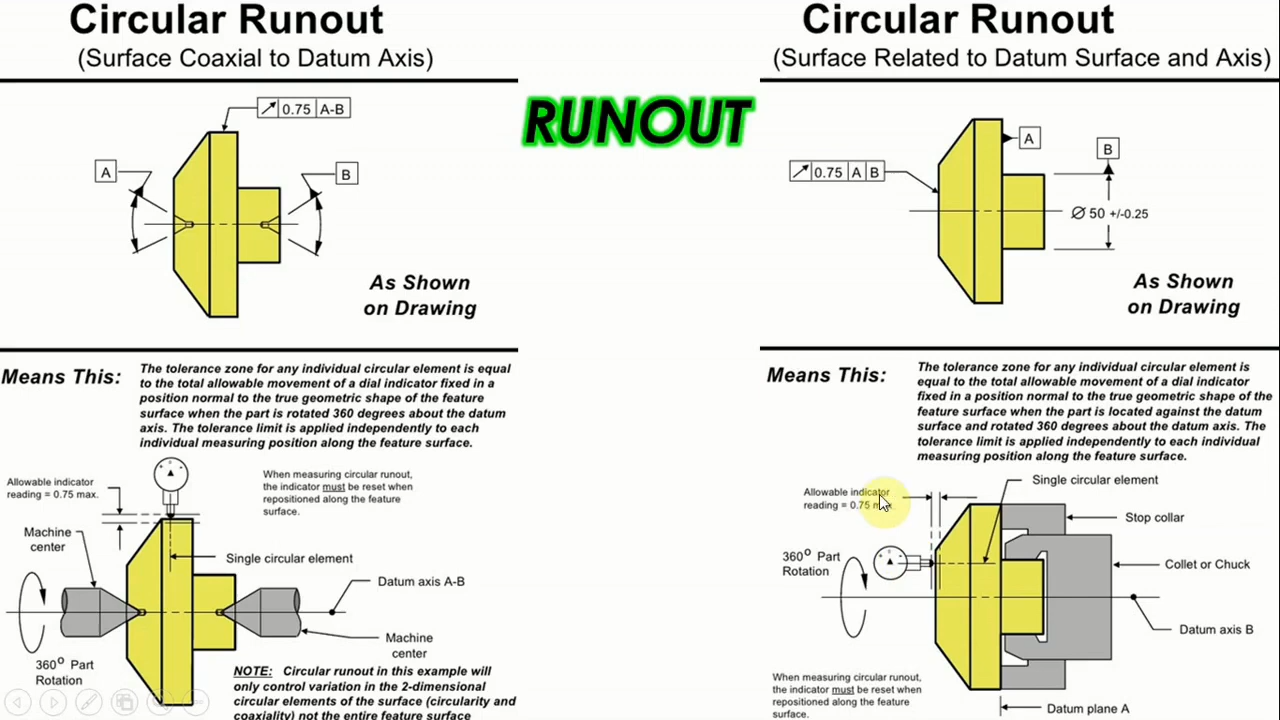 Circular Runout
(Surface Coaxial to Datum Axis)
0.75 A-B
A
B
As Shown
on Drawing
Means This:
The tolerance zone for any individual circular element is equal
to the total allowable movement of a dial indicator fixed in a
position normal to the true geometric shape of the feature
surface when the part is rotated 360 degrees about the datum
axis. The tolerance limit is applied independently to each
individual measuring position along the feature surface.
Allowable indicator
reading = 0.75 max.
When measuring circular runout,
the indicator must be reset when
repositioned along the feature
surface.
Machine
center
Single circular element
Datum axis A-B
Machine
center
360° Part
Rotation
NOTE: Circular runout in this example will
only control variation in the 2-dimensional
circular elements of the surface (circularity and
coaxiality) not the entire feature surface
RUNOUT
Circular Runout
(Surface Related to Datum Surface and Axis)
A
B
0.75 A B
Ø 50 +/-0.25
As Shown
on Drawing
Means This:
The tolerance zone for any individual circular element is
equal to the total allowable movement of a dial indicator
fixed in a position normal to the true geometric shape of the
feature surface when the part is located against the datum
surface and rotated 360 degrees about the datum axis. The
tolerance limit is applied independently to each individual
measuring position along the feature surface.
Single circular element
Allowable indicator
reading = 0.75 max.
Stop collar
360° Part
Rotation
Collet or Chuck
Datum axis B
When measuring circular runout,
the indicator must be reset when
repositioned along the feature
surface.
Datum plane A